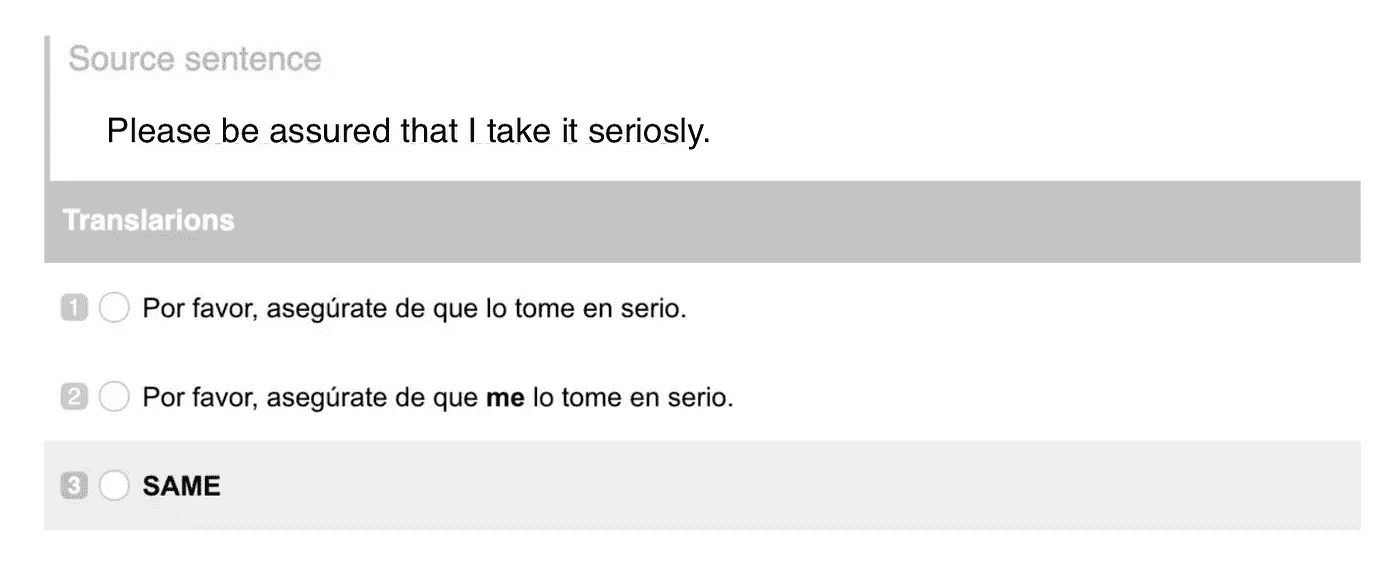 Source sentence
Please be assured that I take it seriosly.
Translarions
1 Por favor, asegúrate de que lo tome en serio.
2 Por favor, asegúrate de que me lo tome en serio.
3 SAME